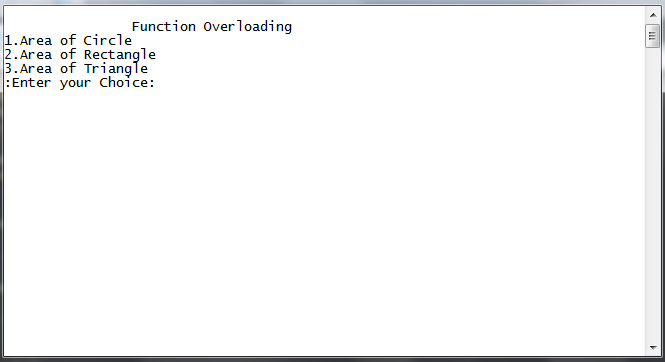 Function Overloading
1.Area of Circle
2.Area of Rectangle
3.Area of Triangle
:Enter your Choice: